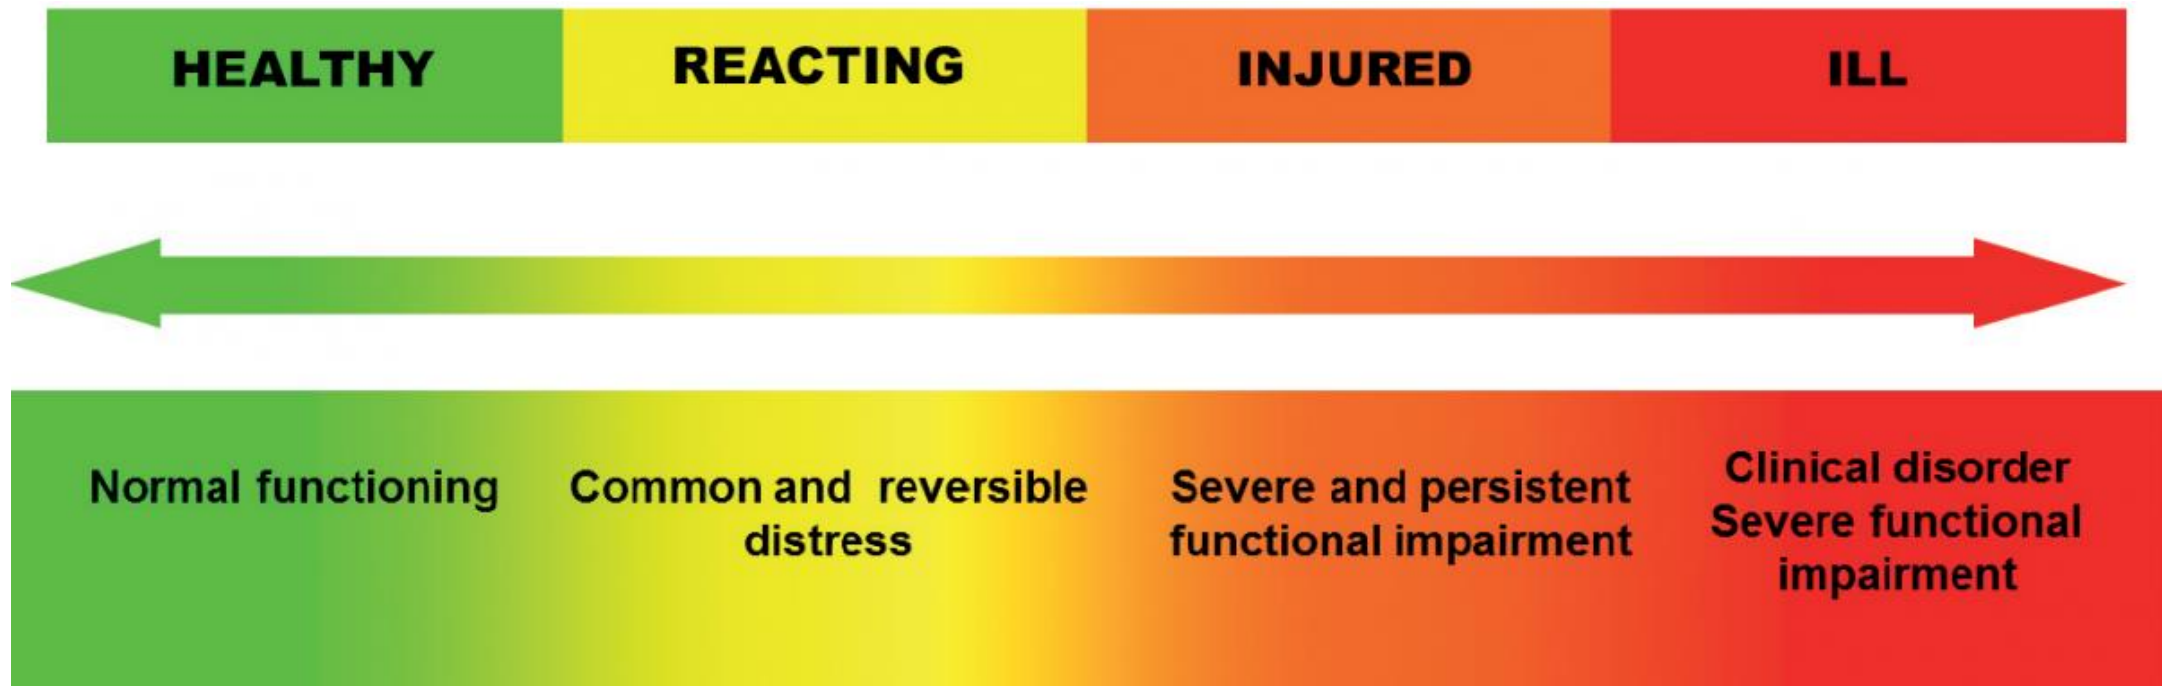 HEALTHY REACTING INJURED ILL
Normal functioning
Common and reversible
distress
Severe and persistent
functional impairment
Clinical disorder
Severe functional
impairment